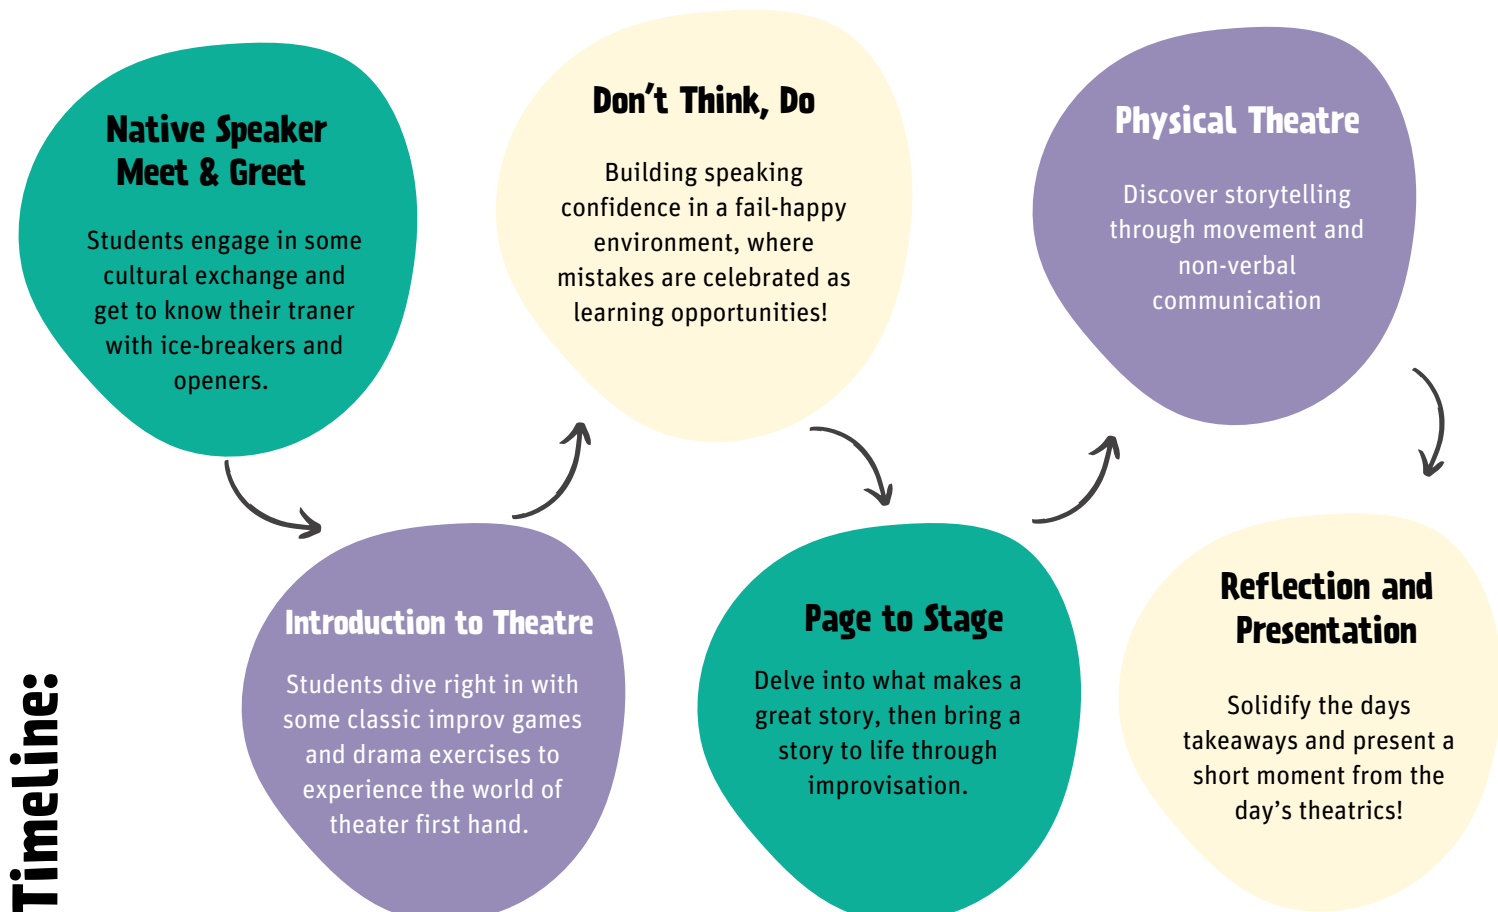 Timeline:
Native Speaker
Meet & Greet
Students engage in some
cultural exchange and
get to know their traner
with ice-breakers and
openers.
Introduction to Theatre
Students dive right in with
some classic improv games
and drama exercises to
experience the world of
theater first hand.
Don't Think, Do
Building speaking
confidence in a fail-happy
environment, where
mistakes are celebrated as
learning opportunities!
Page to Stage
Delve into what makes a
great story, then bring a
story to life through
improvisation.
Physical Theatre
Discover storytelling
through movement and
non-verbal
communication
Reflection and
Presentation
Solidify the days
takeaways and present a
short moment from the
day's theatrics!